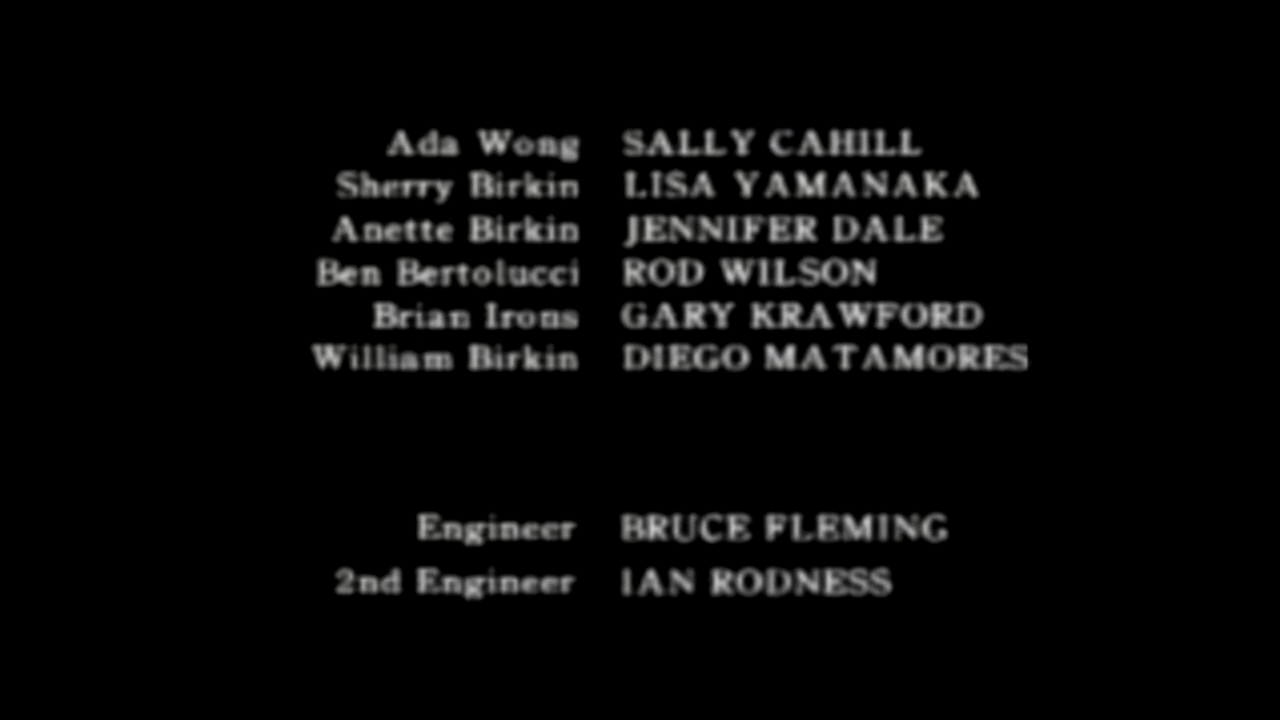 Ada Wong SALLY CAHILL
Sherry Birkin LISA YAMANAKA
Anette Birkin JENNIFER DALE
Ben Bertolucci ROD WILSON
Brian Irons GARY KRAWFORD
William Birkin DIEGO MATAMORES
Engineer BRUCE FLEMING
2nd Engineer IAN RODNESS